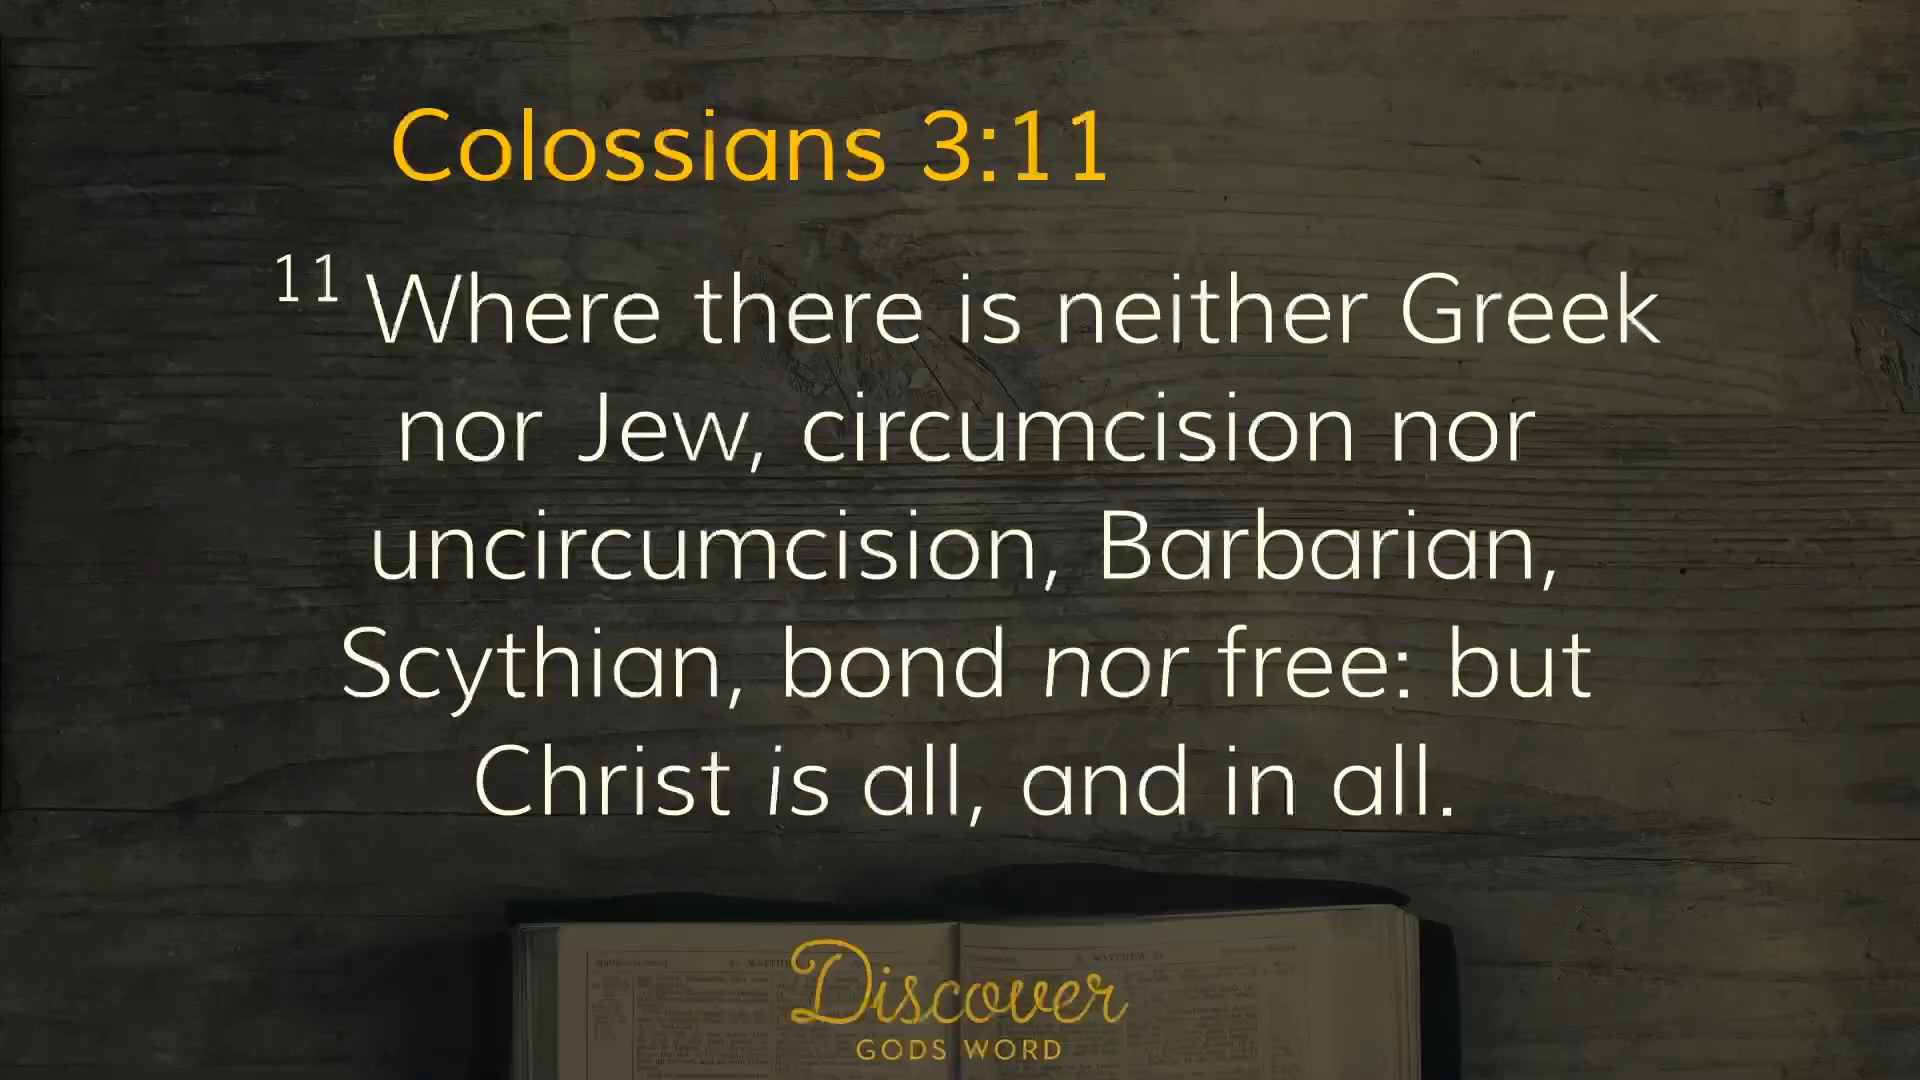 Colossians 3:11
11 Where there is neither Greek
nor Jew, circumcision nor
uncircumcision, Barbarian,
Scythian, bond nor free: but
Christ is all, and in all.
Discover
GODS WORD